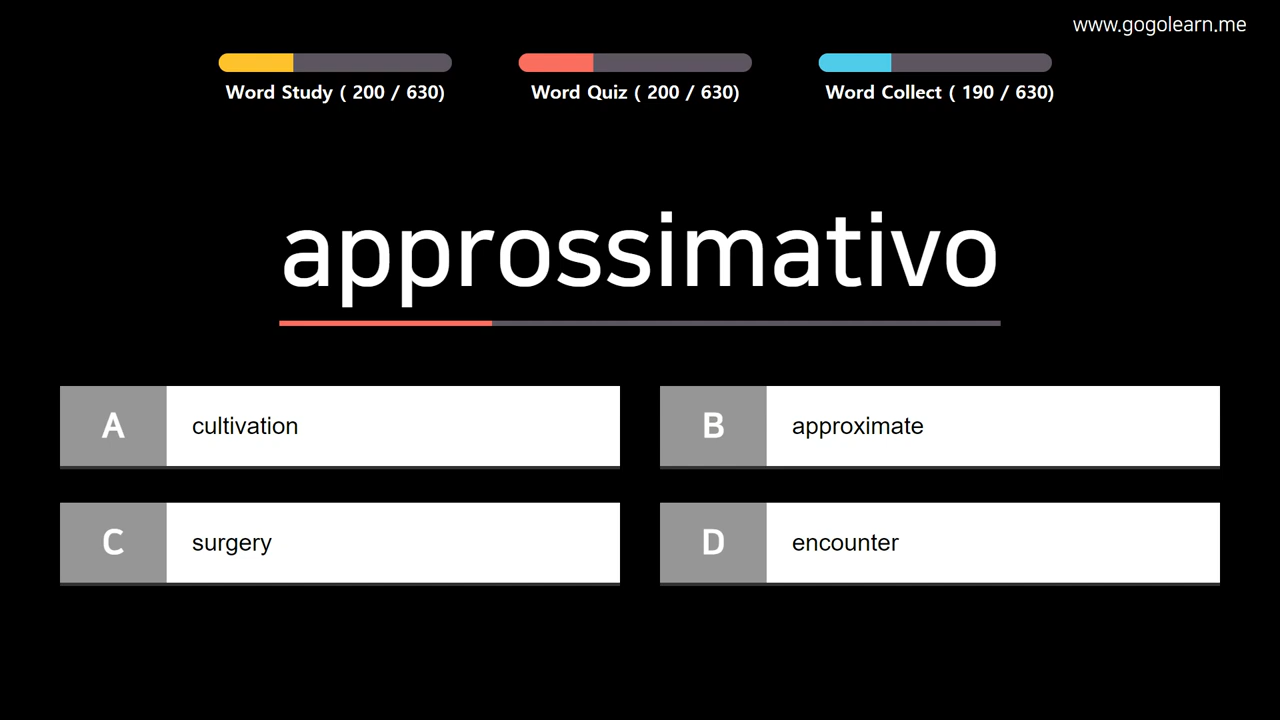 www.gogolearn.me
Word Study ( 200 / 630)
Word Quiz ( 200 / 630)
Word Collect ( 190 / 630)
approssimativo
A cultivation
B approximate
C surgery
D encounter